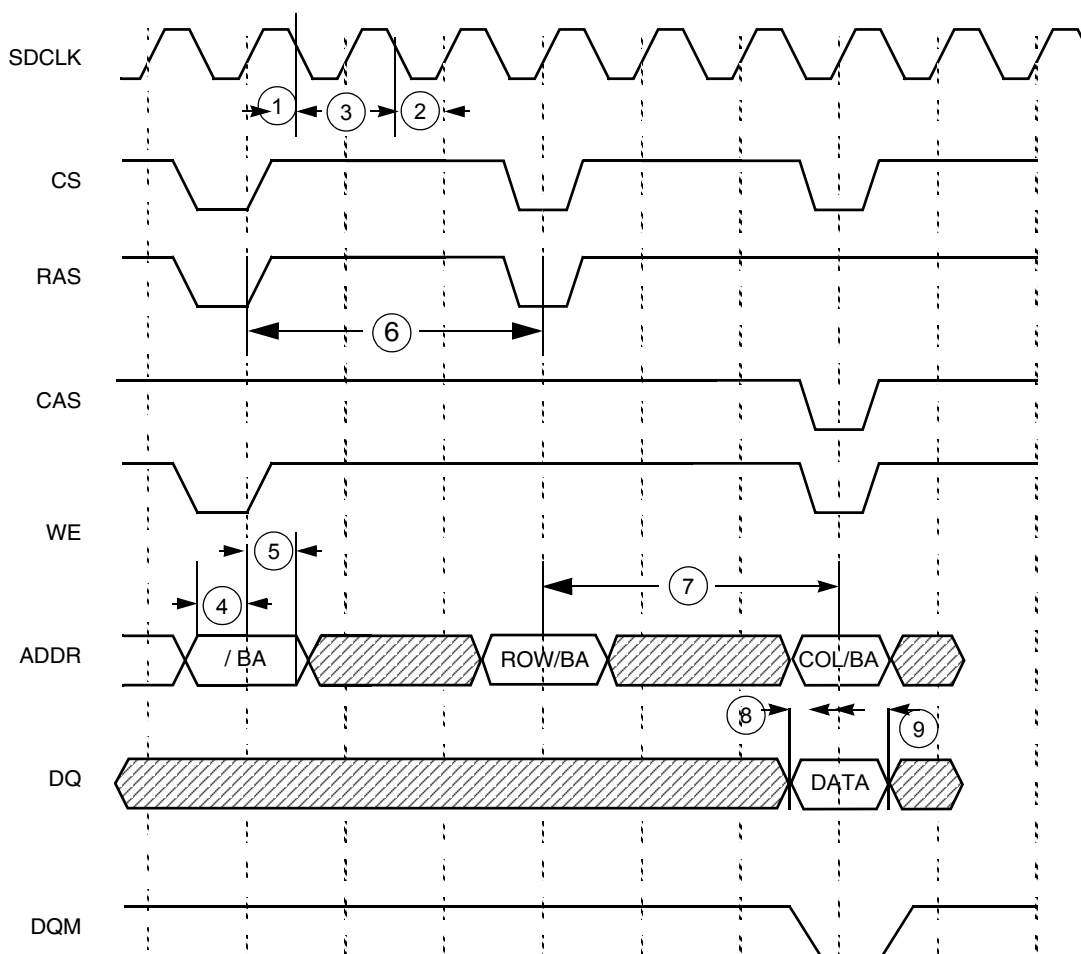 SDCLK
1 3 2
CS
RAS
6
CAS
WE
5
4
7
ADDR / BA ROW/BA COL/BA
8 9
DQ DATA
DQM